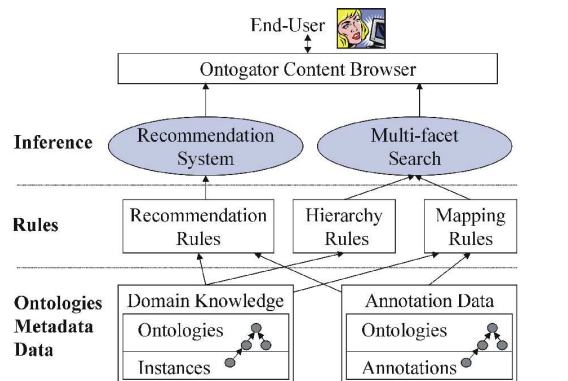 End-User
Ontogator Content Browser
Inference
Recommendation
System
Multi-facet
Search
Rules
Recommendation
Rules
Hierarchy
Rules
Mapping
Rules
Ontologies
Metadata
Data
Domain Knowledge
Ontologies
Instances
Annotation Data
Ontologies
Annotations